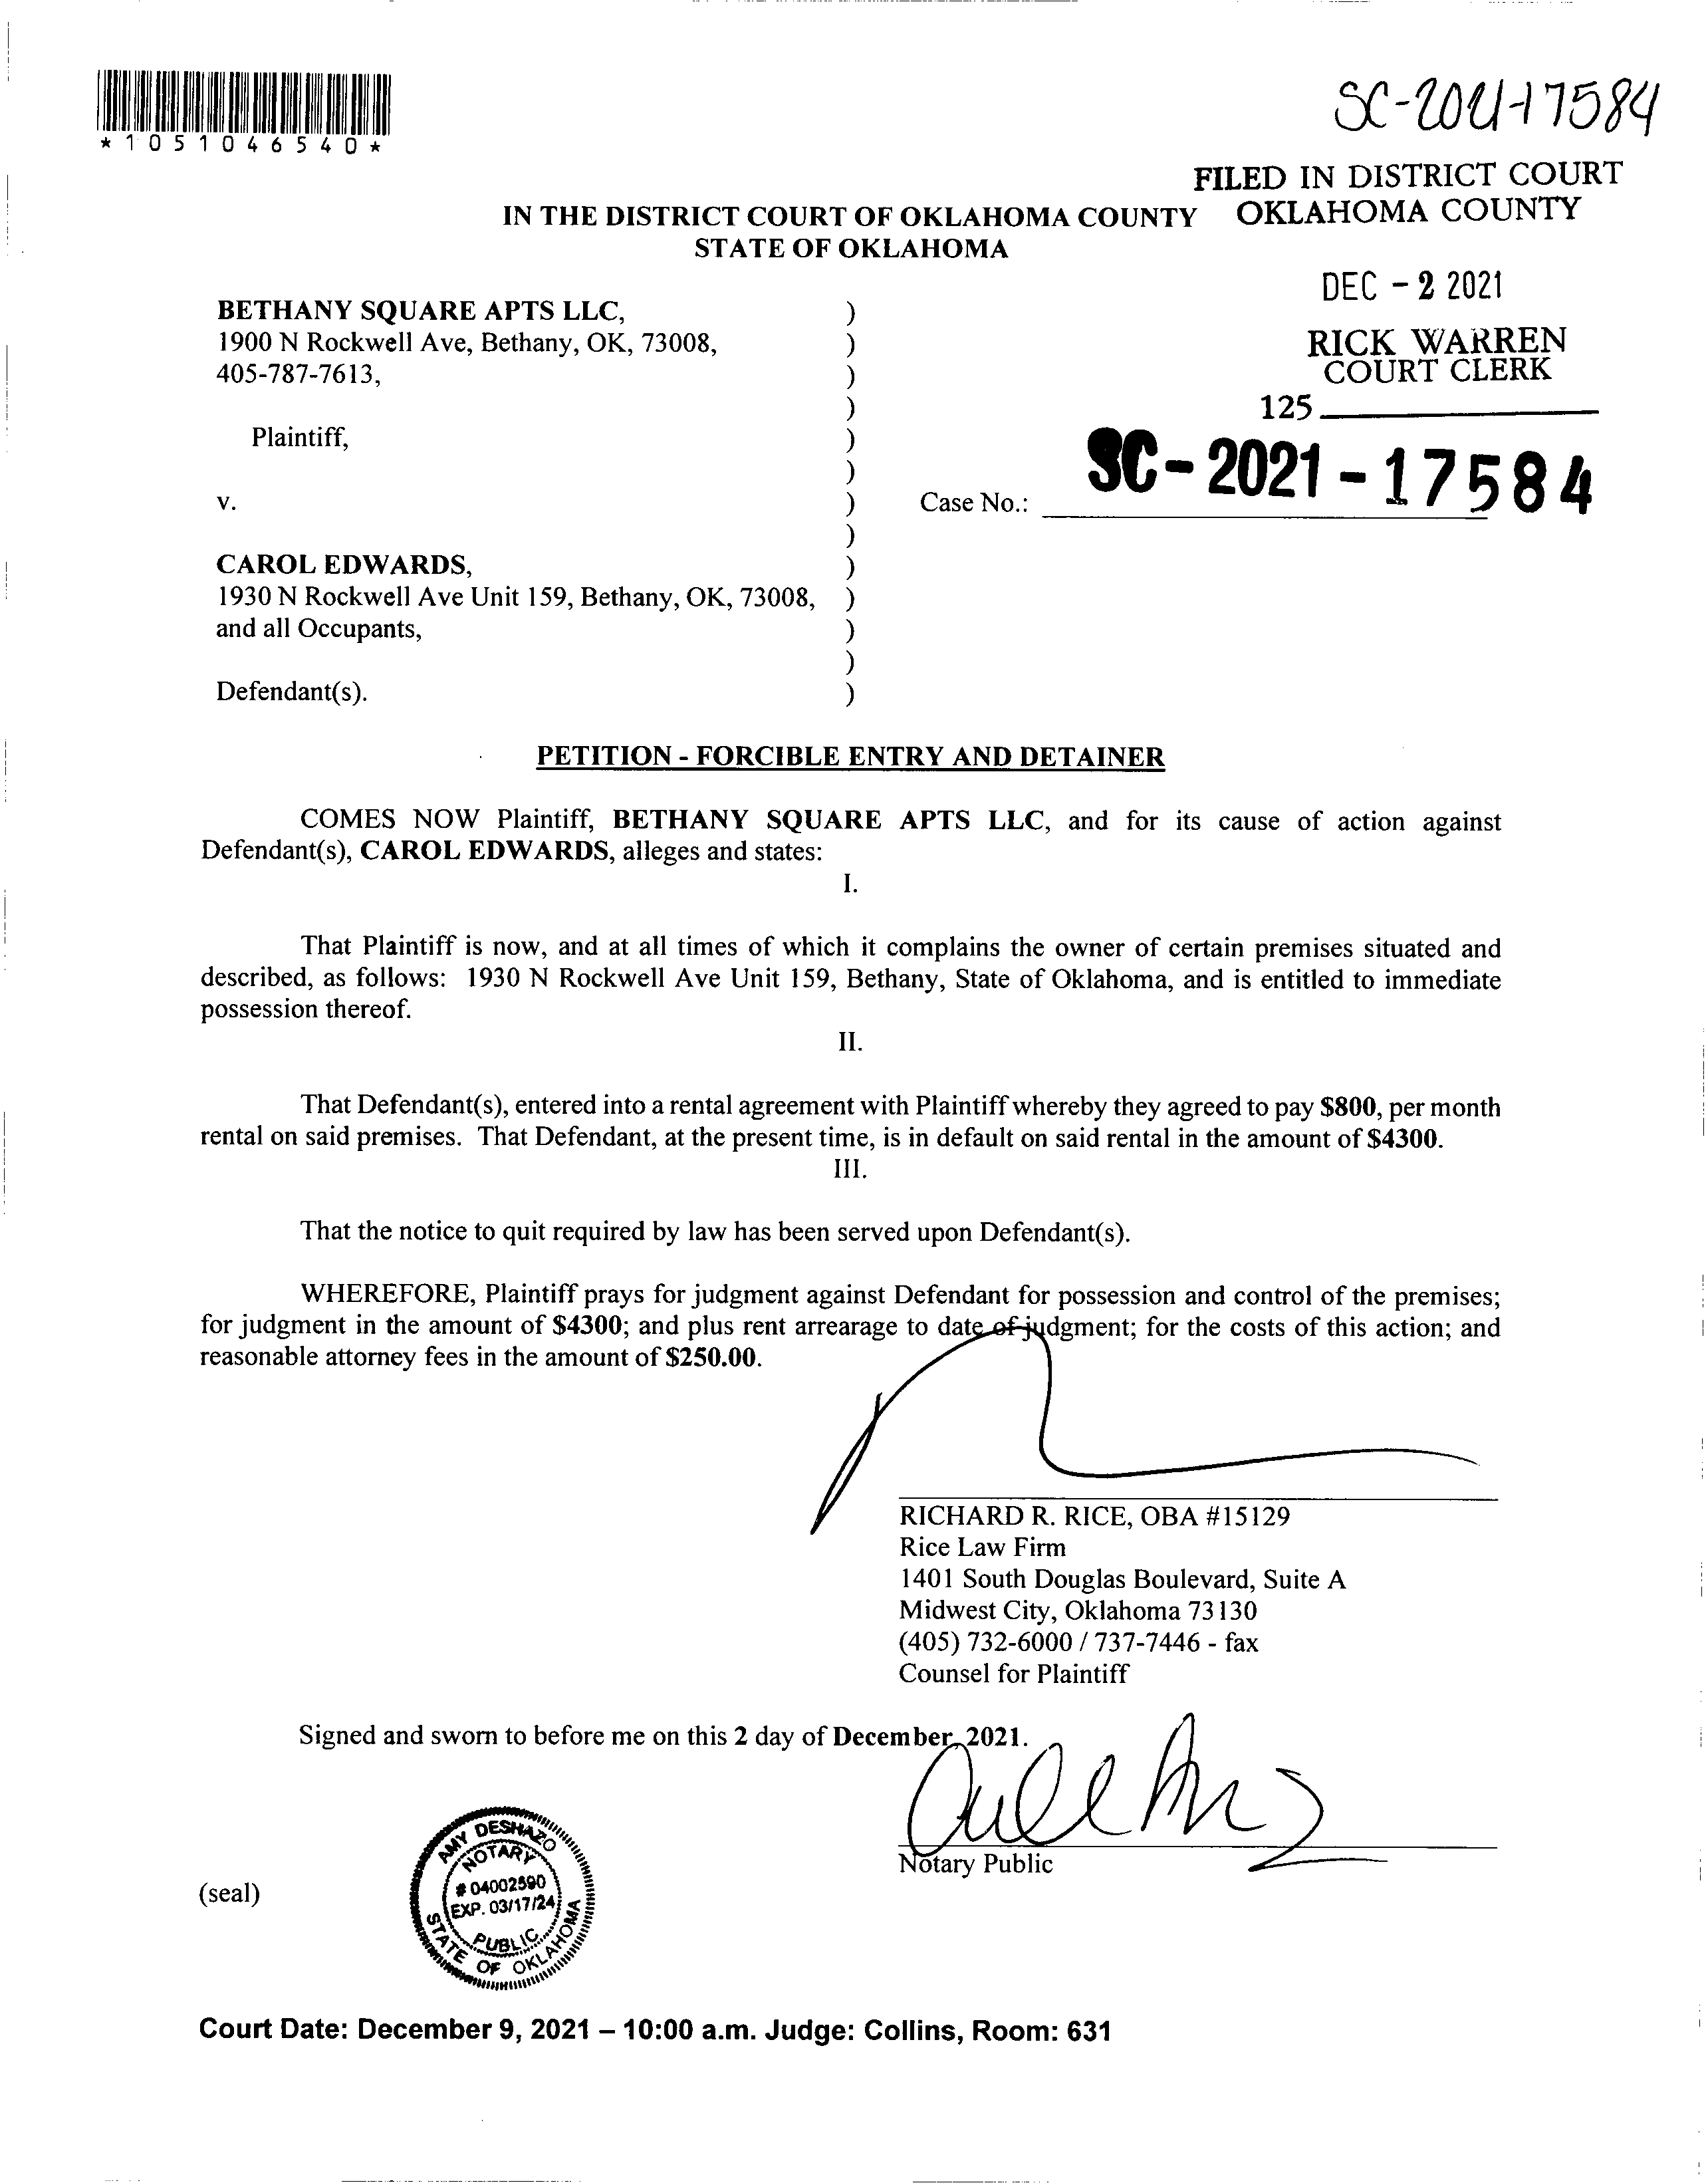 *1051046540*
SC-2021-17584
FILED IN DISTRICT COURT
OKLAHOMA COUNTY
IN THE DISTRICT COURT OF OKLAHOMA COUNTY
STATE OF OKLAHOMA
DEC - 2 2021
RICK WARREN
COURT CLERK
125
BETHANY SQUARE APTS LLC, )
1900 N Rockwell Ave, Bethany, OK, 73008, )
405-787-7613, )
)
Plaintiff, )
)
v. ) Case No.: SC-2021-17584
)
CAROL EDWARDS, )
1930 N Rockwell Ave Unit 159, Bethany, OK, 73008, )
and all Occupants, )
)
Defendant(s). )
PETITION - FORCIBLE ENTRY AND DETAINER
COMES NOW Plaintiff, BETHANY SQUARE APTS LLC, and for its cause of action against
Defendant(s), CAROL EDWARDS, alleges and states:
I.
That Plaintiff is now, and at all times of which it complains the owner of certain premises situated and
described, as follows: 1930 N Rockwell Ave Unit 159, Bethany, State of Oklahoma, and is entitled to immediate
possession thereof.
II.
That Defendant(s), entered into a rental agreement with Plaintiff whereby they agreed to pay $800, per month
rental on said premises. That Defendant, at the present time, is in default on said rental in the amount of $4300.
III.
That the notice to quit required by law has been served upon Defendant(s).
WHEREFORE, Plaintiff prays for judgment against Defendant for possession and control of the premises;
for judgment in the amount of $4300; and plus rent arrearage to date of judgment; for the costs of this action; and
reasonable attorney fees in the amount of $250.00.
RICHARD R. RICE, OBA #15129
Rice Law Firm
1401 South Douglas Boulevard, Suite A
Midwest City, Oklahoma 73130
(405) 732-6000 / 737-7446 - fax
Counsel for Plaintiff
Signed and sworn to before me on this 2 day of December, 2021.
Notary Public
(seal)
AMY DESHAZO
NOTARY
# 04002590
EXP. 03/17/24
PUBLIC
STATE OF OKLAHOMA
Court Date: December 9, 2021 – 10:00 a.m. Judge: Collins, Room: 631